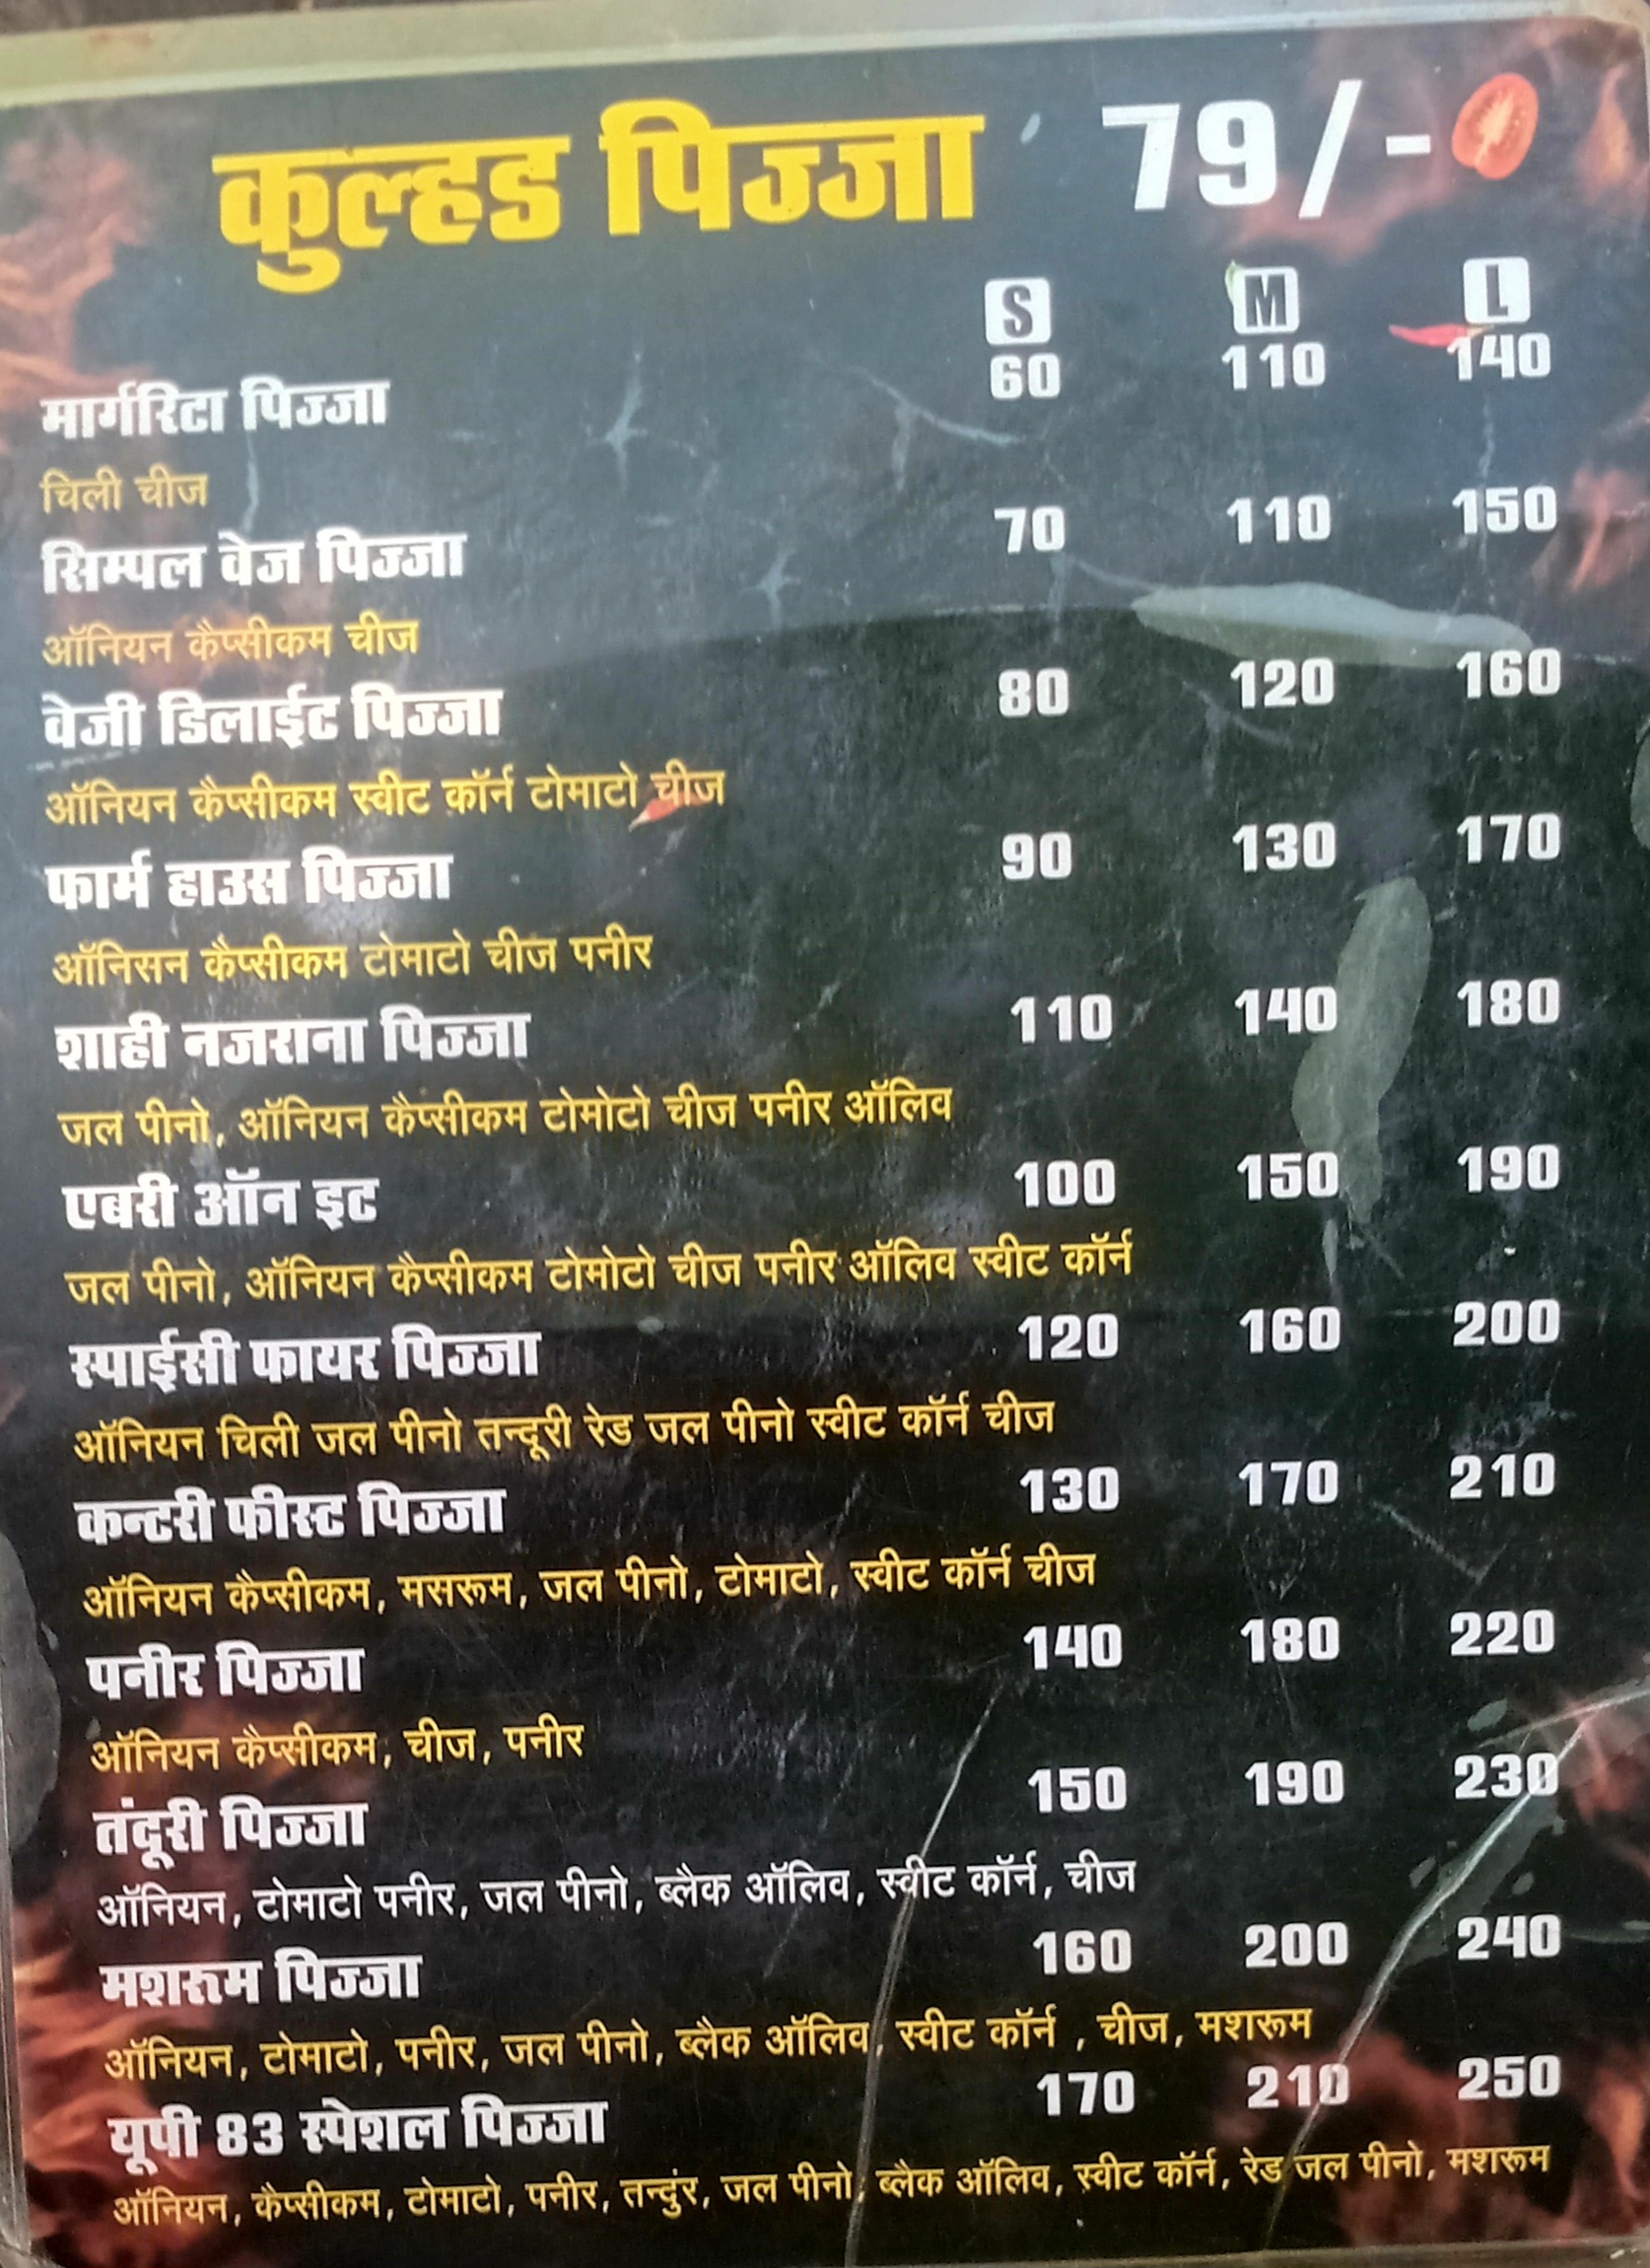 कुल्हड पिज्जा 79/-
S M L
मार्गरिटा पिज्जा 60 110 140
चिली चीज
सिम्पल वेज पिज्जा 70 110 150
ऑनियन कैप्सीकम चीज
वेजी डिलाईट पिज्जा 80 120 160
ऑनियन कैप्सीकम स्वीट कॉर्न टोमाटो चीज
फार्म हाउस पिज्जा 90 130 170
ऑनिसन कैप्सीकम टोमाटो चीज पनीर
शाही नजराना पिज्जा 110 140 180
जल पीनो, ऑनियन कैप्सीकम टोमोटो चीज पनीर ऑलिव
एबरी ऑन इट 100 150 190
जल पीनो, ऑनियन कैप्सीकम टोमोटो चीज पनीर ऑलिव स्वीट कॉर्न
स्पाईसी फायर पिज्जा 120 160 200
ऑनियन चिली जल पीनो तन्दूरी रेड जल पीनो स्वीट कॉर्न चीज
कन्टरी फीस्ट पिज्जा 130 170 210
ऑनियन कैप्सीकम, मसरूम, जल पीनो, टोमाटो, स्वीट कॉर्न चीज
पनीर पिज्जा 140 180 220
ऑनियन कैप्सीकम, चीज, पनीर
तंदूरी पिज्जा 150 190 230
ऑनियन, टोमाटो पनीर, जल पीनो, ब्लैक ऑलिव, स्वीट कॉर्न, चीज
मशरूम पिज्जा 160 200 240
ऑनियन, टोमाटो, पनीर, जल पीनो, ब्लैक ऑलिव, स्वीट कॉर्न , चीज, मशरूम
यूपी 83 स्पेशल पिज्जा 170 210 250
ऑनियन, कैप्सीकम, टोमाटो, पनीर, तन्दुंर, जल पीनो, ब्लैक ऑलिव, स्वीट कॉर्न, रेड जल पीनो, मशरूम